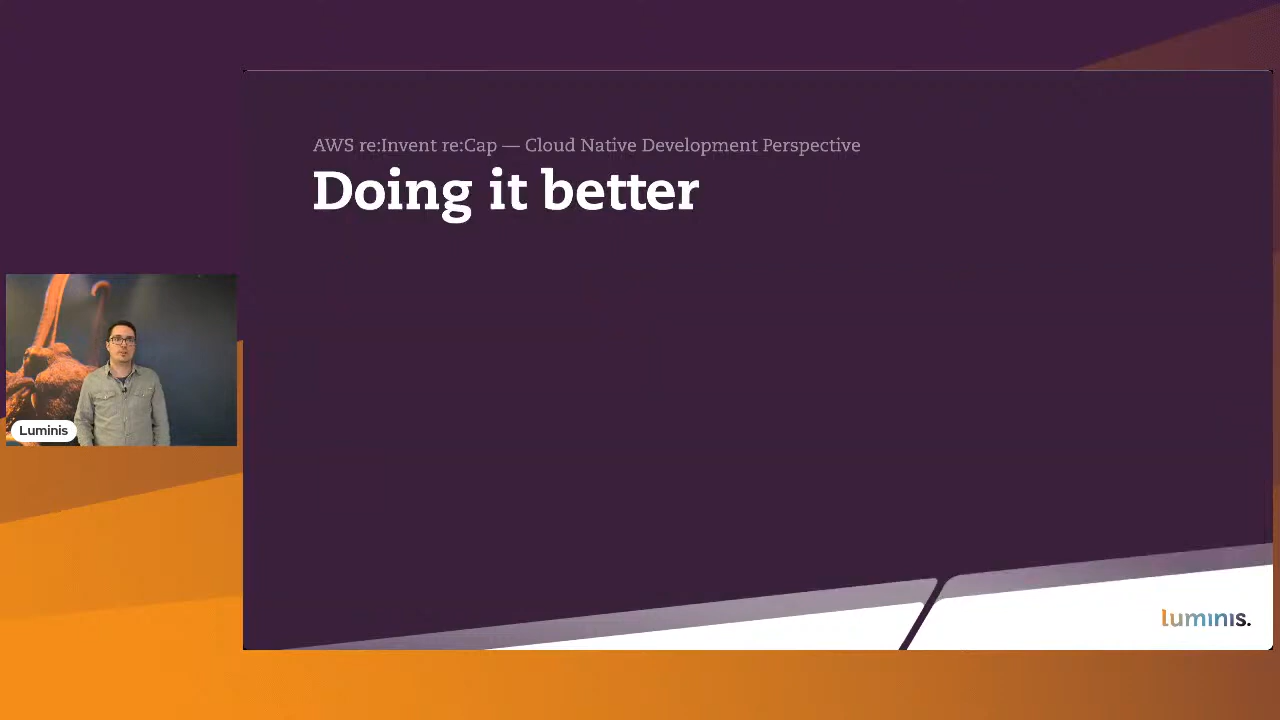 AWS re:Invent re:Cap — Cloud Native Development Perspective
Doing it better
Luminis
luminis.